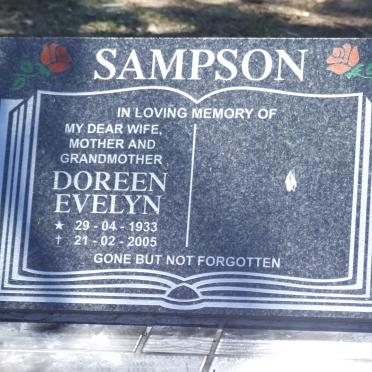 SAMPSON
IN LOVING MEMORY OF
MY DEAR WIFE,
MOTHER AND
GRANDMOTHER
DOREEN
EVELYN
★ 29 - 04 - 1933
† 21 - 02 - 2005
GONE BUT NOT FORGOTTEN